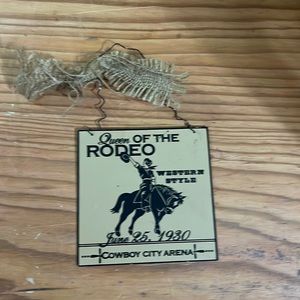 Queen OF THE
RODEO
WESTERN
STYLE
June 25, 1930
COWBOY CITY ARENA